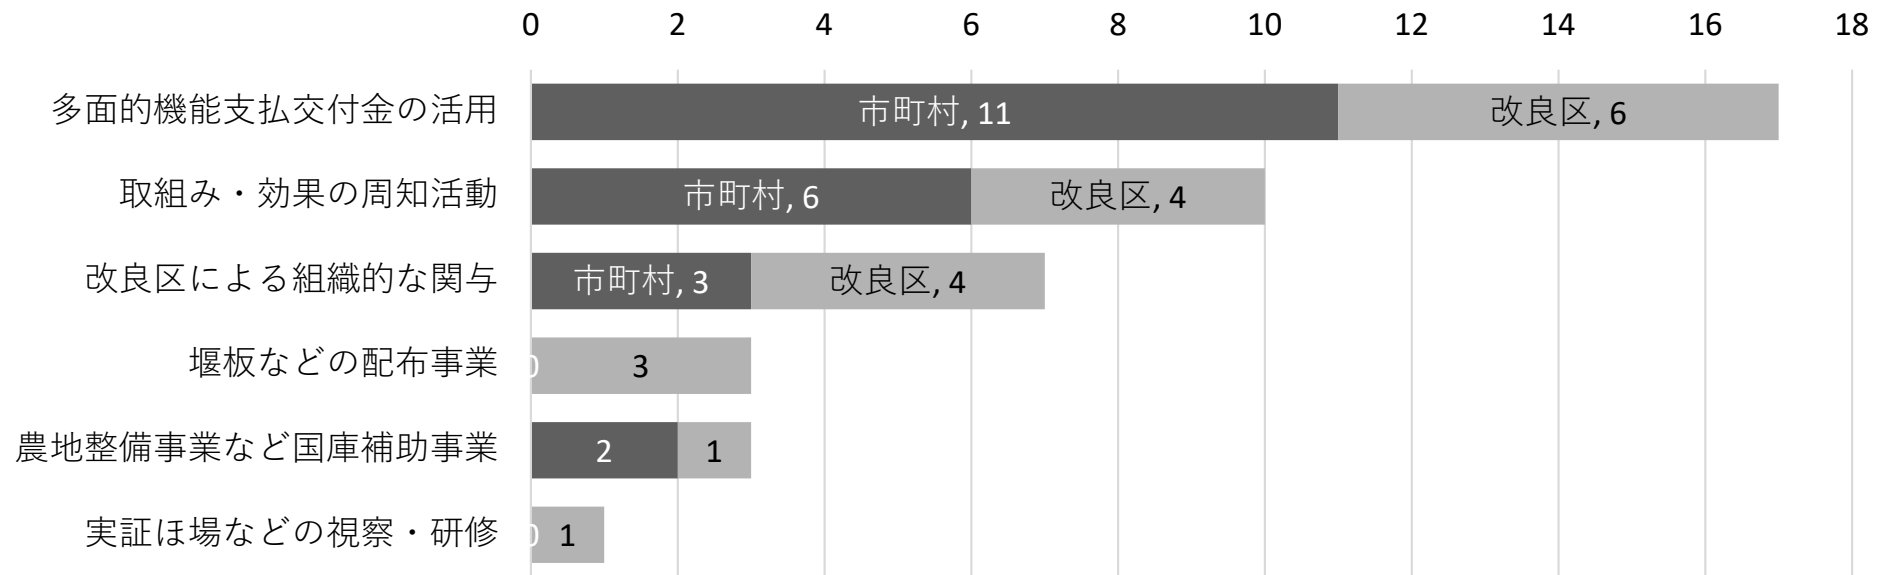 0 2 4 6 8 10 12 14 16 18
多面的機能支払交付金の活用 市町村, 11 改良区, 6
取組み・効果の周知活動 市町村, 6 改良区, 4
改良区による組織的な関与 市町村, 3 改良区, 4
堰板などの配布事業 0 3
農地整備事業など国庫補助事業 2 1
実証ほ場などの視察・研修 0 1